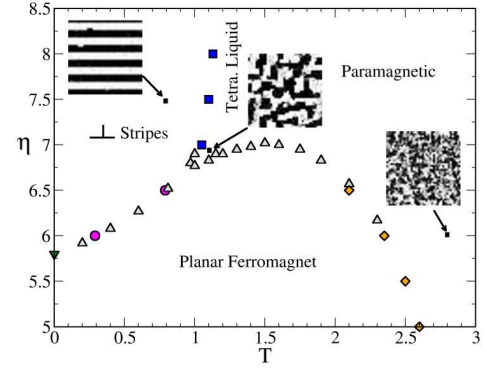 8.5
8
7.5
7
6.5
6
5.5
5
η
0
0.5
1
1.5
2
2.5
3
T
⊥ Stripes
Tetra. Liquid
Paramagnetic
Planar Ferromagnet